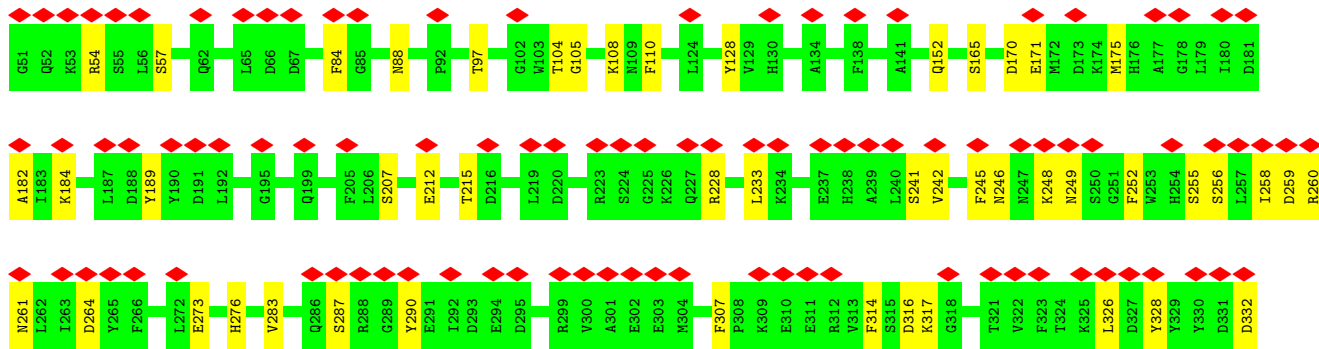 G51 Q52 K53 R54 S55 L56 S57 Q62 L65 D66 D67 F84 G85 N88 P92 T97 G102 W103 T104 G105 K108 N109 F110 L124 Y128 V129 H130 A134 F138 A141 Q152 S165 D170 E171 M172 D173 K174 M175 H176 A177 G178 L179 I180 D181
A182 I183 K184 L187 D188 Y189 Y190 D191 L192 G195 Q199 F205 L206 S207 E212 T215 D216 L219 D220 R223 S224 G225 K226 Q227 R228 L233 K234 E237 H238 A239 L240 S241 V242 F245 N246 N247 K248 N249 S250 G251 F252 W253 H254 S255 S256 L257 I258 D259 R260
N261 L262 I263 D264 Y265 F266 L272 E273 H276 V283 Q286 S287 R288 G289 Y290 E291 I292 D293 E294 D295 R299 V300 A301 E302 E303 M304 F307 P308 K309 E310 E311 R312 V313 F314 S315 D316 K317 G318 T321 V322 F323 T324 K325 L326 D327 Y328 Y329 Y330 D331 D332